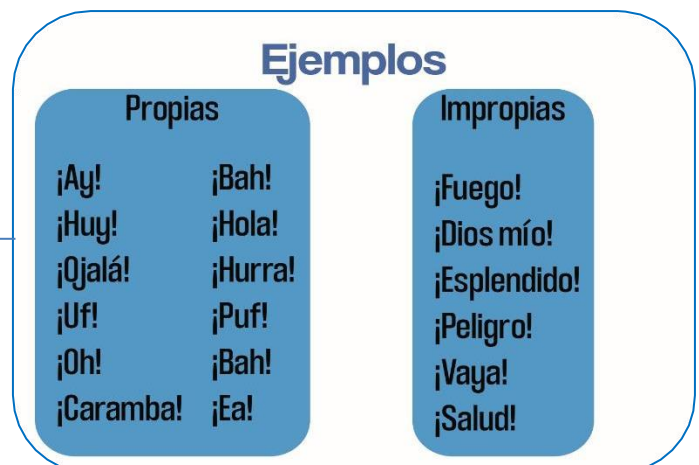 Ejemplos
Propias
¡Ay! ¡Bah!
¡Huy! ¡Hola!
¡Ojalá! ¡Hurra!
¡Uf! ¡Puf!
¡Oh! ¡Bah!
¡Caramba! ¡Ea!
Impropias
¡Fuego!
¡Dios mío!
¡Esplendido!
¡Peligro!
¡Vaya!
¡Salud!